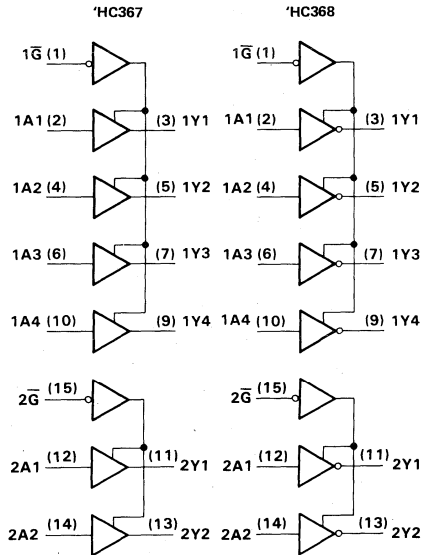 'HC367 'HC368
1G̅ (1) 1G̅ (1)
1A1 (2) (3) 1Y1 1A1 (2) (3) 1Y1
1A2 (4) (5) 1Y2 1A2 (4) (5) 1Y2
1A3 (6) (7) 1Y3 1A3 (6) (7) 1Y3
1A4 (10) (9) 1Y4 1A4 (10) (9) 1Y4
2G̅ (15) 2G̅ (15)
2A1 (12) (11) 2Y1 2A1 (12) (11) 2Y1
2A2 (14) (13) 2Y2 2A2 (14) (13) 2Y2